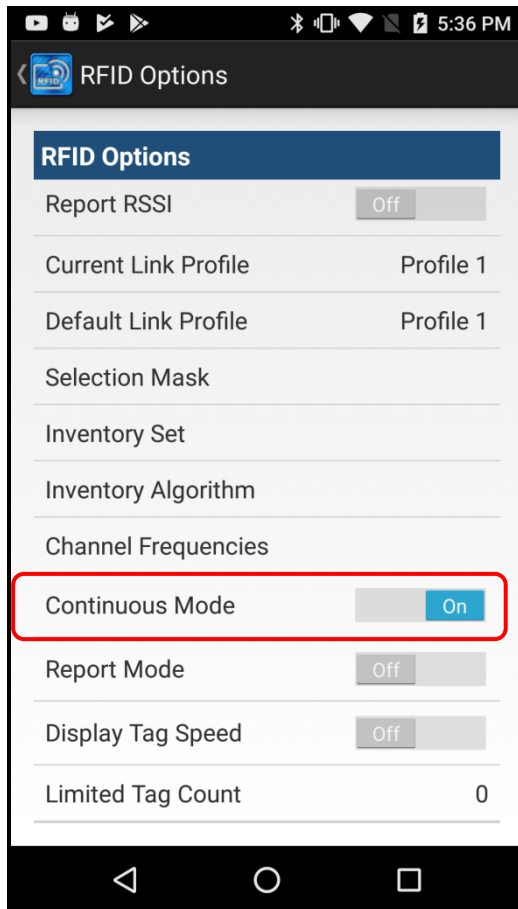 5:36 PM
RFID
RFID Options
RFID Options
Report RSSI Off
Current Link Profile Profile 1
Default Link Profile Profile 1
Selection Mask
Inventory Set
Inventory Algorithm
Channel Frequencies
Continuous Mode On
Report Mode Off
Display Tag Speed Off
Limited Tag Count 0